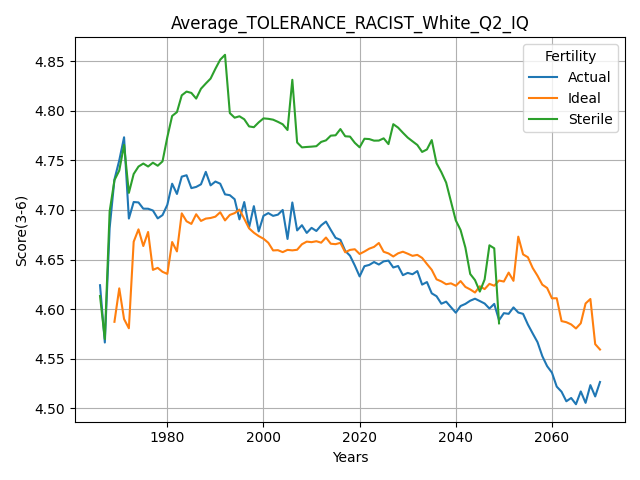 Average_TOLERANCE_RACIST_White_Q2_IQ
Fertility
Actual
Ideal
Sterile
Score(3-6)
4.85
4.80
4.75
4.70
4.65
4.60
4.55
4.50
1980
2000
2020
2040
2060
Years